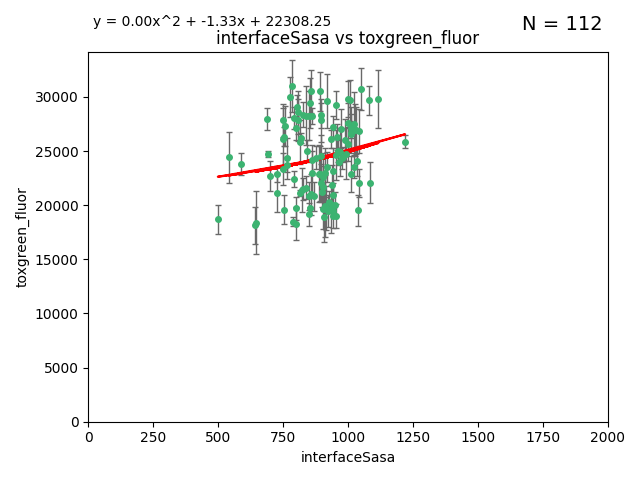 y = 0.00x^2 + -1.33x + 22308.25
N = 112
interfaceSasa vs toxgreen_fluor
toxgreen_fluor
30000
25000
20000
15000
10000
5000
0
0 250 500 750 1000 1250 1500 1750 2000
interfaceSasa